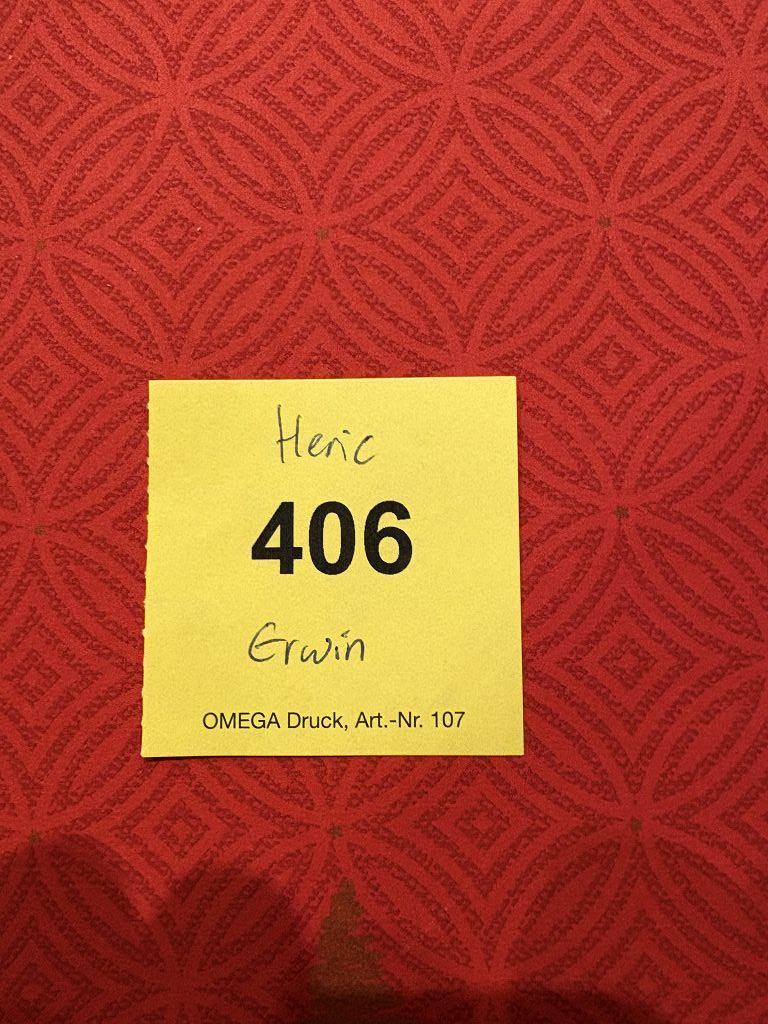 Heric
406
Erwin
OMEGA Druck, Art.-Nr. 107